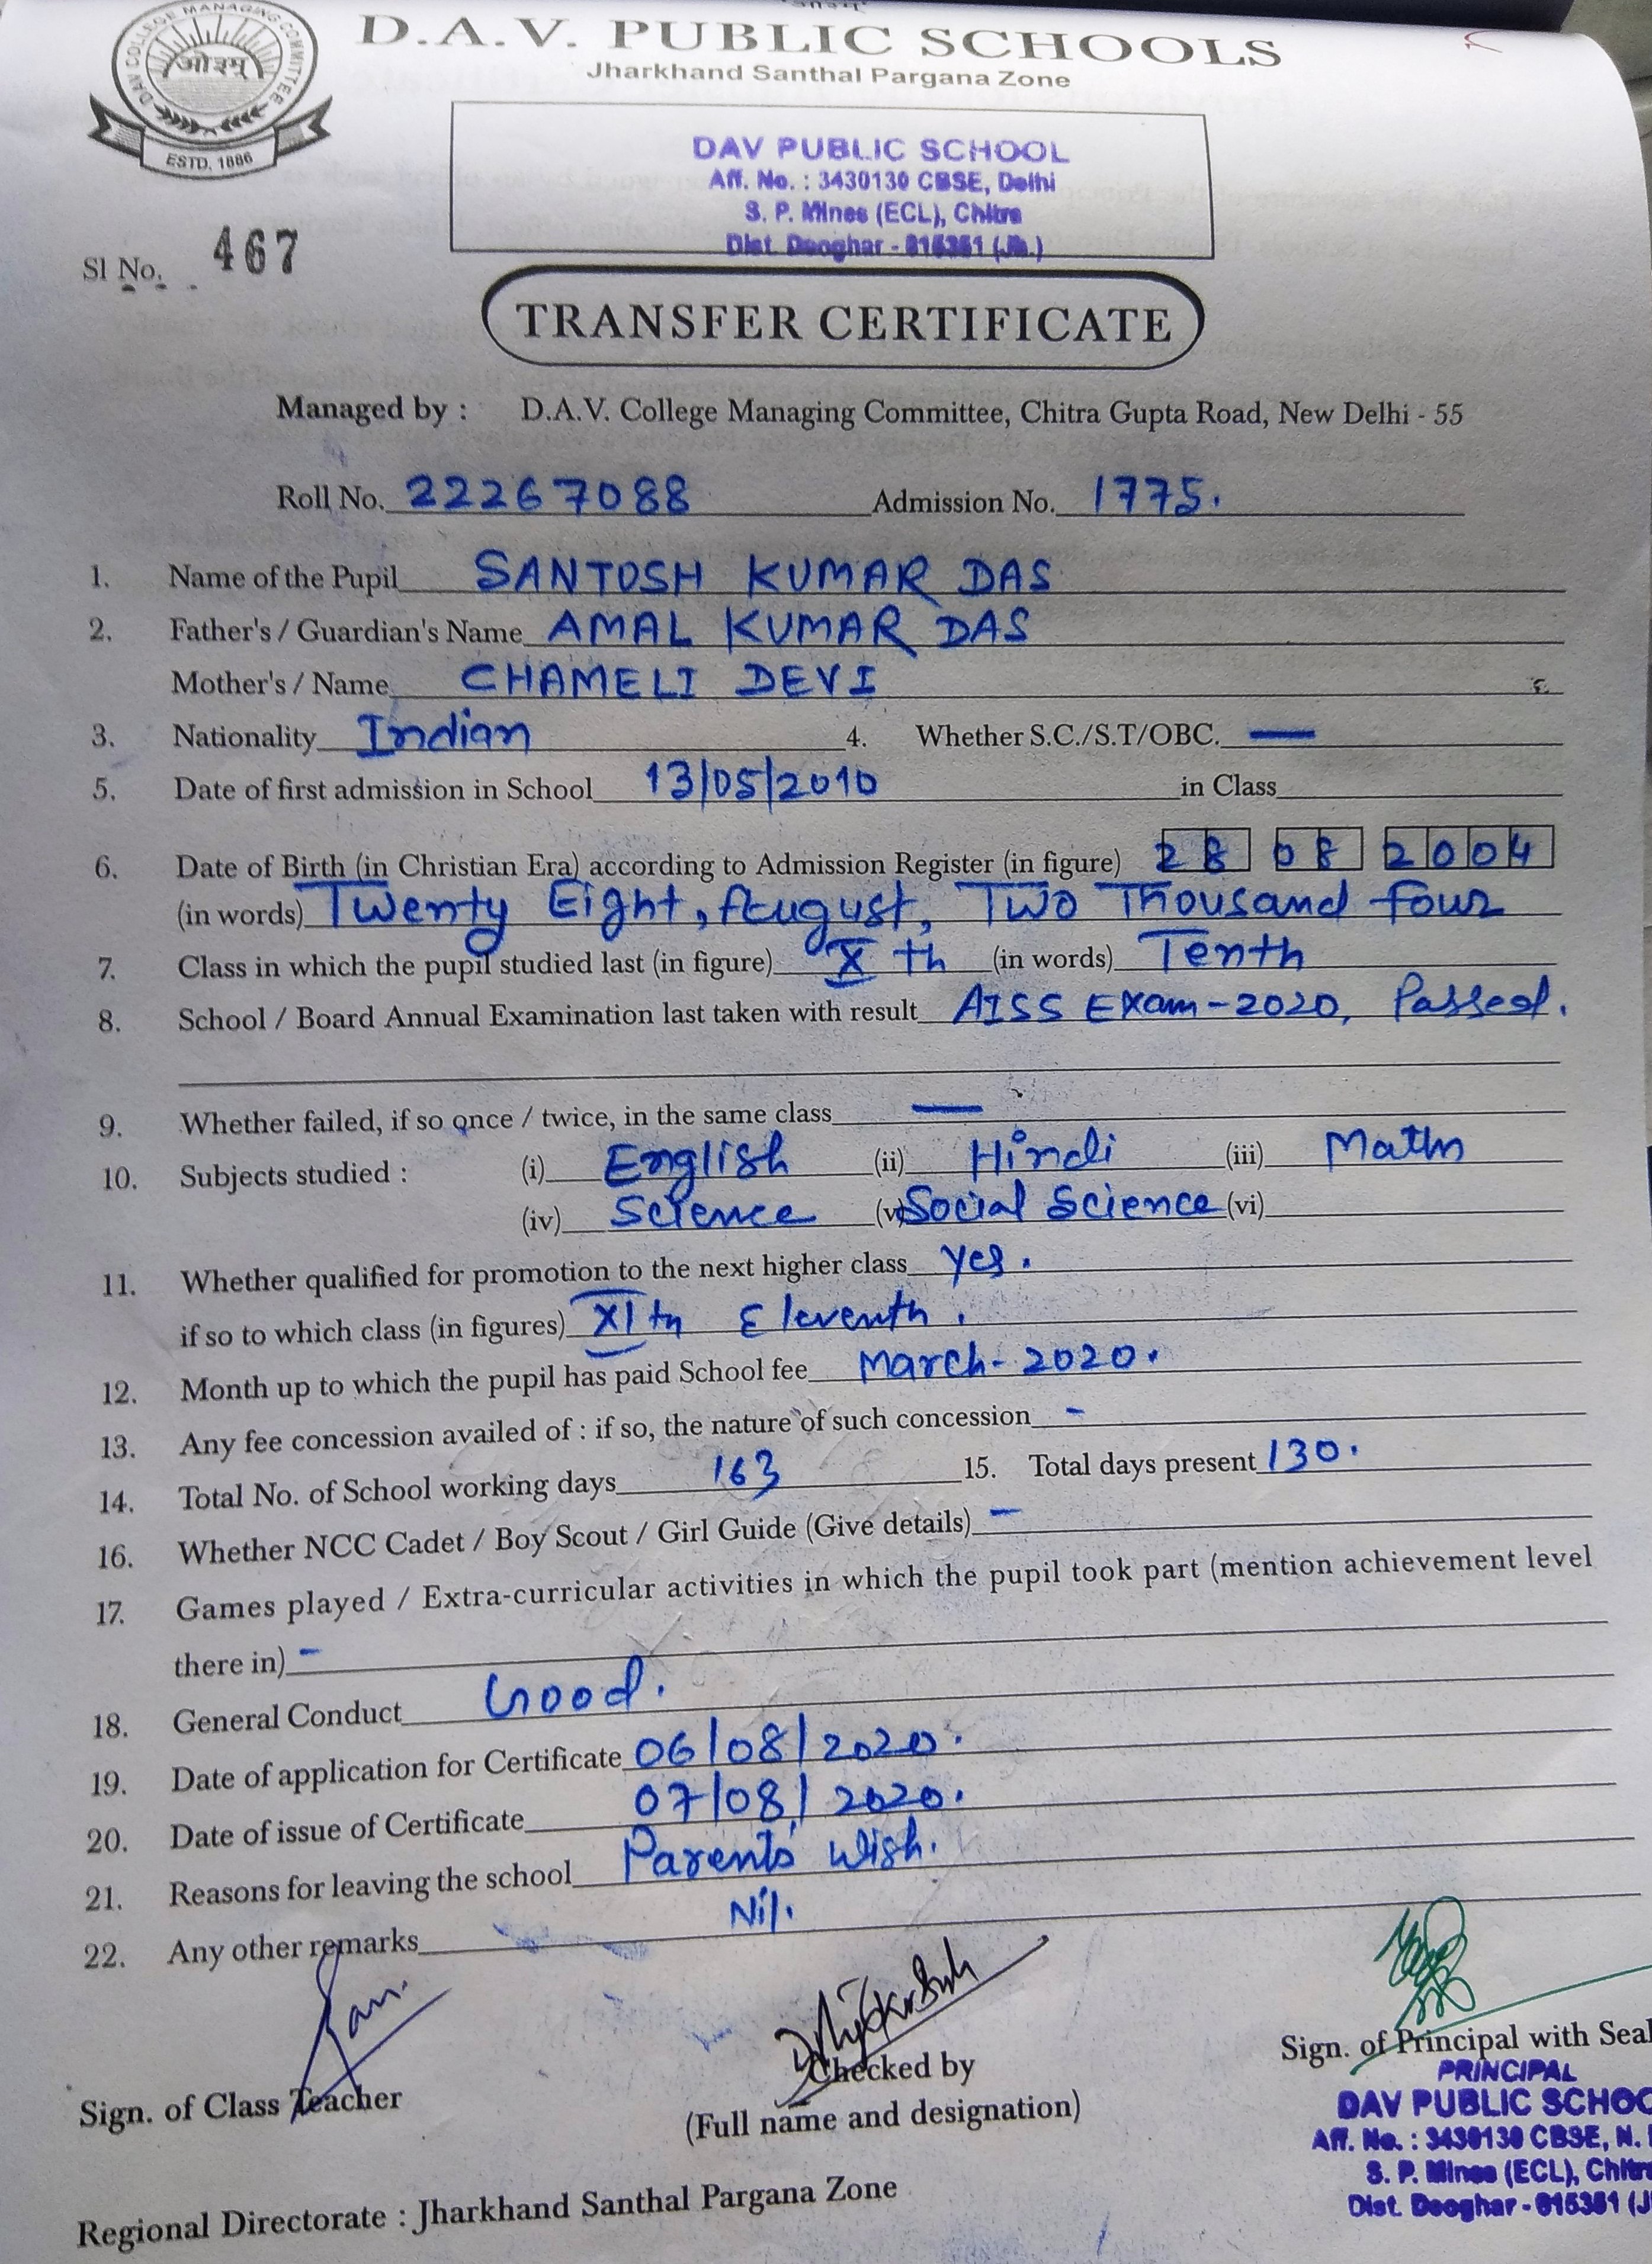 DAV COLLEGE MANAGING COMMITTEE
ओ३म्
ESTD. 1886
D.A.V. PUBLIC SCHOOLS
Jharkhand Santhal Pargana Zone
DAV PUBLIC SCHOOL
Aff. No. : 3430130 CBSE, Delhi
S. P. Mines (ECL), Chitra
Dist. Deoghar - 815351 (Jh.)
Sl No. 467
TRANSFER CERTIFICATE
Managed by : D.A.V. College Managing Committee, Chitra Gupta Road, New Delhi - 55
Roll No. 22267088 Admission No. 1775.
1. Name of the Pupil SANTOSH KUMAR DAS
2. Father's / Guardian's Name AMAL KUMAR DAS
Mother's / Name CHAMELI DEVI
3. Nationality Indian 4. Whether S.C./S.T/OBC. —
5. Date of first admission in School 13/05/2010 in Class
6. Date of Birth (in Christian Era) according to Admission Register (in figure) 28 08 2004
(in words) Twenty Eight, August, Two Thousand four
7. Class in which the pupil studied last (in figure) X th (in words) Tenth
8. School / Board Annual Examination last taken with result AISS Exam-2020, Passed.
9. Whether failed, if so once / twice, in the same class —
10. Subjects studied : (i) English (ii) Hindi (iii) Math
(iv) Science (v) Social Science (vi)
11. Whether qualified for promotion to the next higher class yes.
if so to which class (in figures) XI th Eleventh.
12. Month up to which the pupil has paid School fee March- 2020.
13. Any fee concession availed of : if so, the nature of such concession -
14. Total No. of School working days 163 15. Total days present 130.
16. Whether NCC Cadet / Boy Scout / Girl Guide (Give details) -
17. Games played / Extra-curricular activities in which the pupil took part (mention achievement level
there in) -
18. General Conduct Good.
19. Date of application for Certificate 06/08/2020.
20. Date of issue of Certificate 07/08/2020.
21. Reasons for leaving the school Parents' wish.
22. Any other remarks Nil.
Sign. of Class Teacher
Checked by
(Full name and designation)
Sign. of Principal with Seal
PRINCIPAL
DAV PUBLIC SCHOO
Aff. No. : 3430130 CBSE, N.
S. P. Mines (ECL), Chitr
Dist. Deoghar - 815351 (J
Regional Directorate : Jharkhand Santhal Pargana Zone